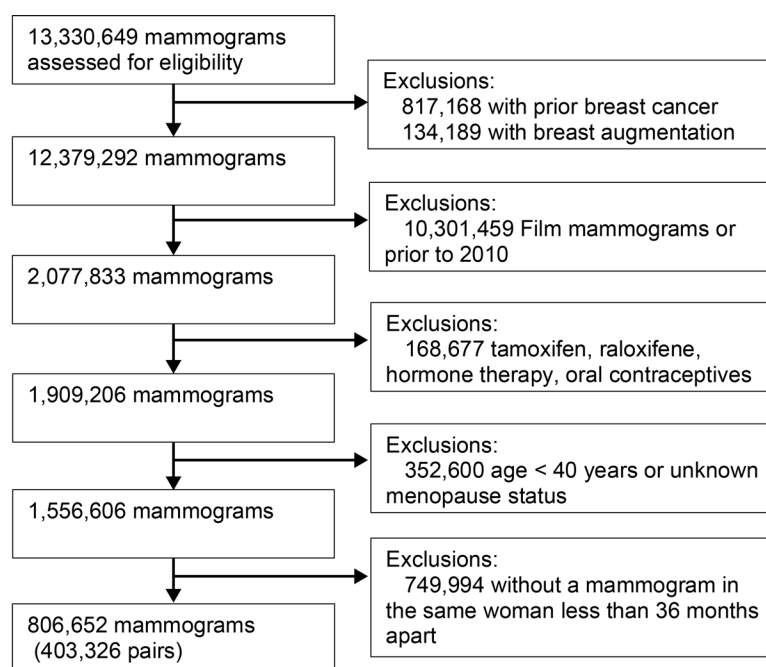 13,330,649 mammograms
assessed for eligibility
Exclusions:
817,168 with prior breast cancer
134,189 with breast augmentation
12,379,292 mammograms
Exclusions:
10,301,459 Film mammograms or
prior to 2010
2,077,833 mammograms
Exclusions:
168,677 tamoxifen, raloxifene,
hormone therapy, oral contraceptives
1,909,206 mammograms
Exclusions:
352,600 age < 40 years or unknown
menopause status
1,556,606 mammograms
Exclusions:
749,994 without a mammogram in
the same woman less than 36 months
apart
806,652 mammograms
(403,326 pairs)